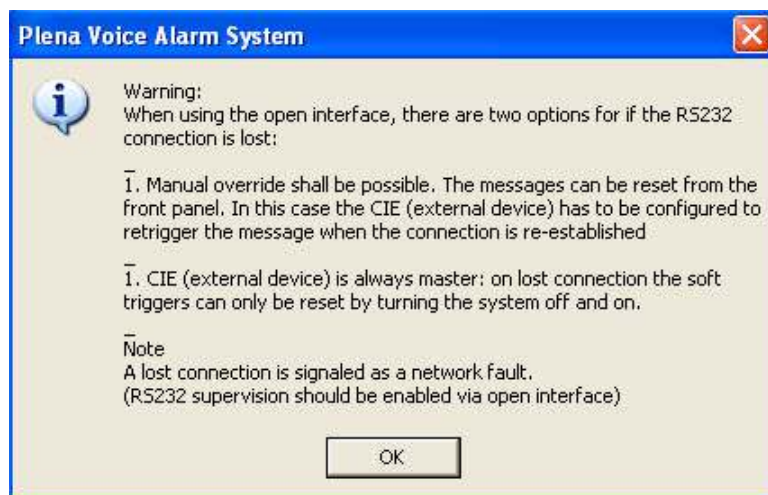 Plena Voice Alarm System
Warning:
When using the open interface, there are two options for if the RS232
connection is lost:
_
1. Manual override shall be possible. The messages can be reset from the
front panel. In this case the CIE (external device) has to be configured to
retrigger the message when the connection is re-established
_
1. CIE (external device) is always master: on lost connection the soft
triggers can only be reset by turning the system off and on.
_
Note
A lost connection is signaled as a network fault.
(RS232 supervision should be enabled via open interface)
OK